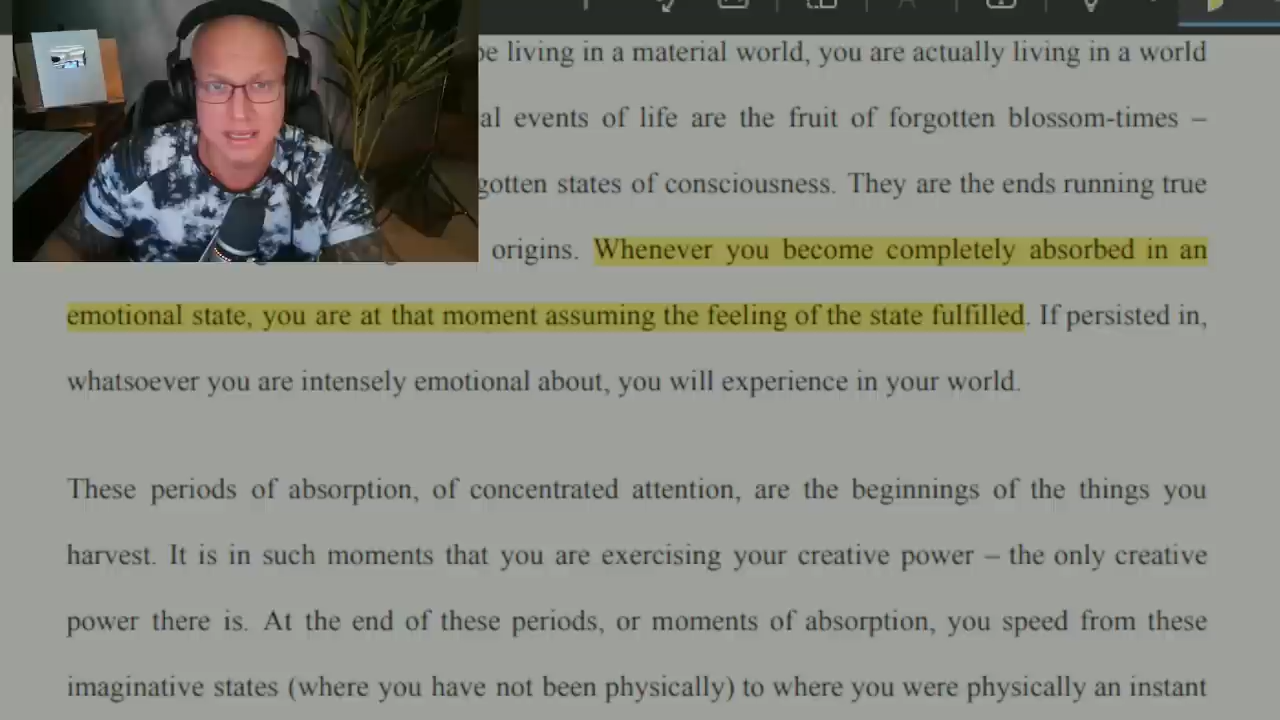 be living in a material world, you are actually living in a world
al events of life are the fruit of forgotten blossom-times –
gotten states of consciousness. They are the ends running true
origins. Whenever you become completely absorbed in an
emotional state, you are at that moment assuming the feeling of the state fulfilled. If persisted in,
whatsoever you are intensely emotional about, you will experience in your world.
These periods of absorption, of concentrated attention, are the beginnings of the things you
harvest. It is in such moments that you are exercising your creative power – the only creative
power there is. At the end of these periods, or moments of absorption, you speed from these
imaginative states (where you have not been physically) to where you were physically an instant